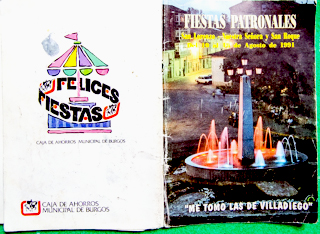 FELICES
FIESTAS
CAJA DE AHORROS MUNICIPAL DE BURGOS
CAJA DE AHORROS
MUNICIPAL DE BURGOS
FIESTAS PATRONALES
San Lorenzo - Nuestra Señora y San Roque
de Agosto de 1991
"ME TOMO LAS DE VILLADIEGO"